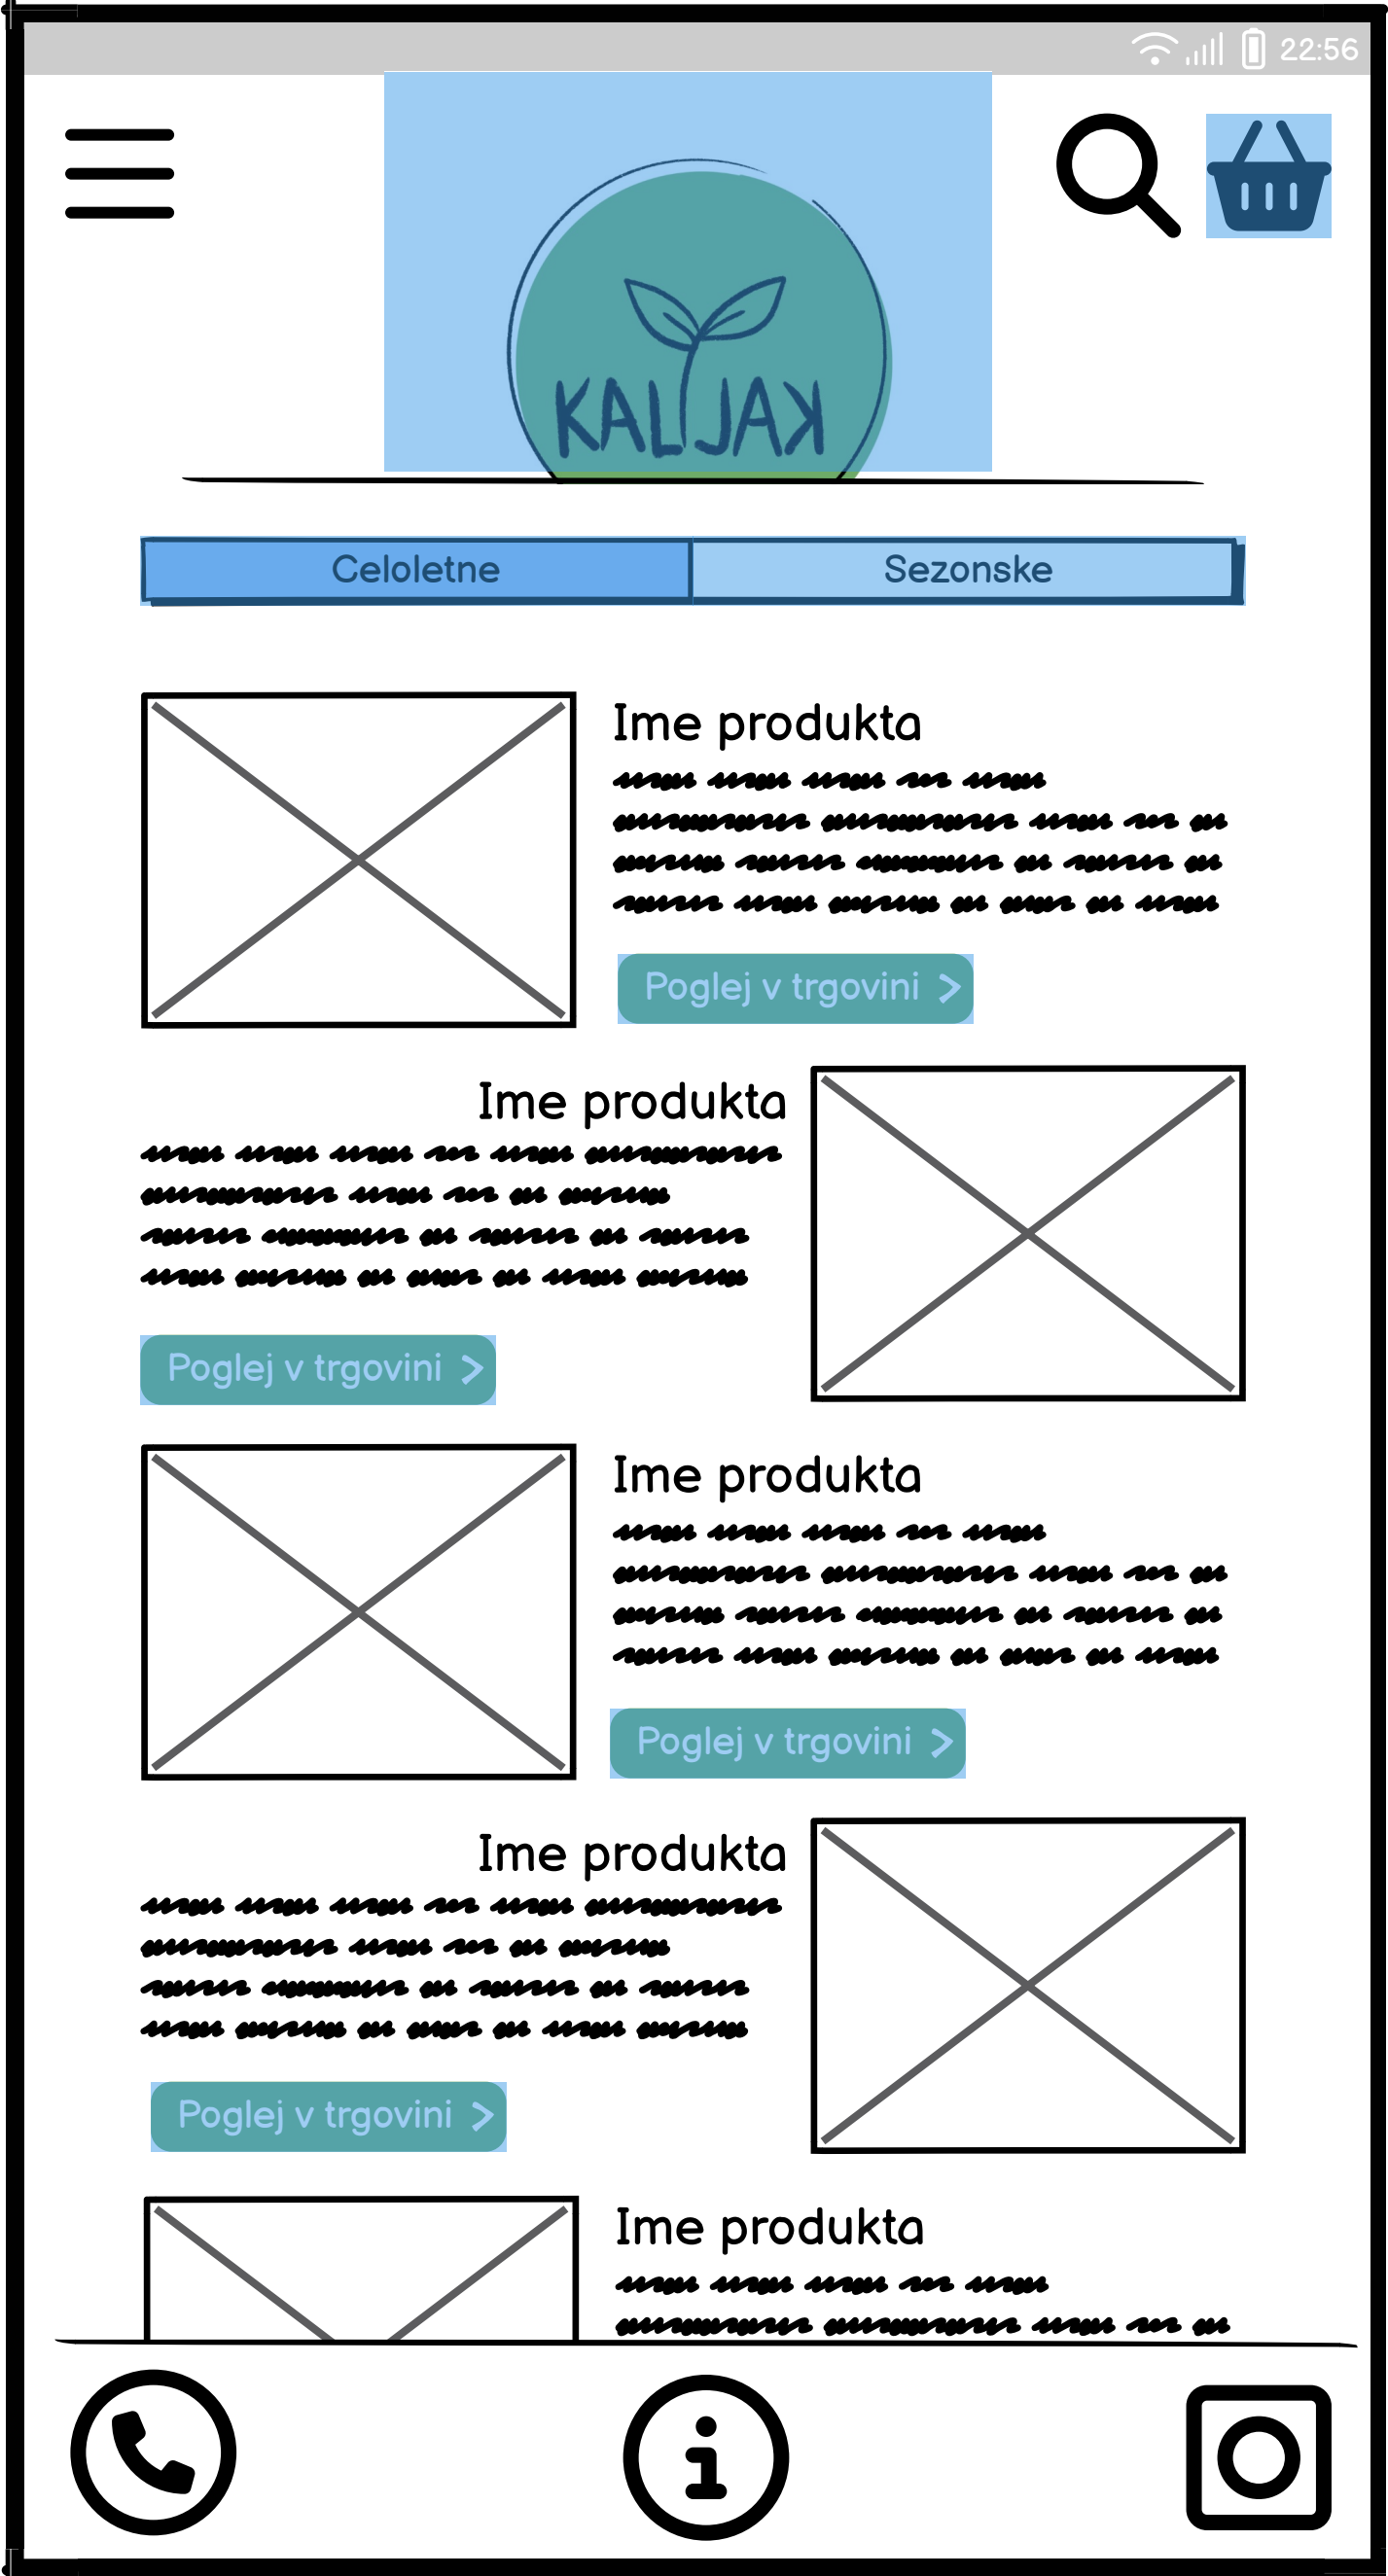 22:56
KALIJAK
Celoletne Sezonske
Ime produkta
Poglej v trgovini >
Ime produkta
Poglej v trgovini >
Ime produkta
Poglej v trgovini >
Ime produkta
Poglej v trgovini >
Ime produkta